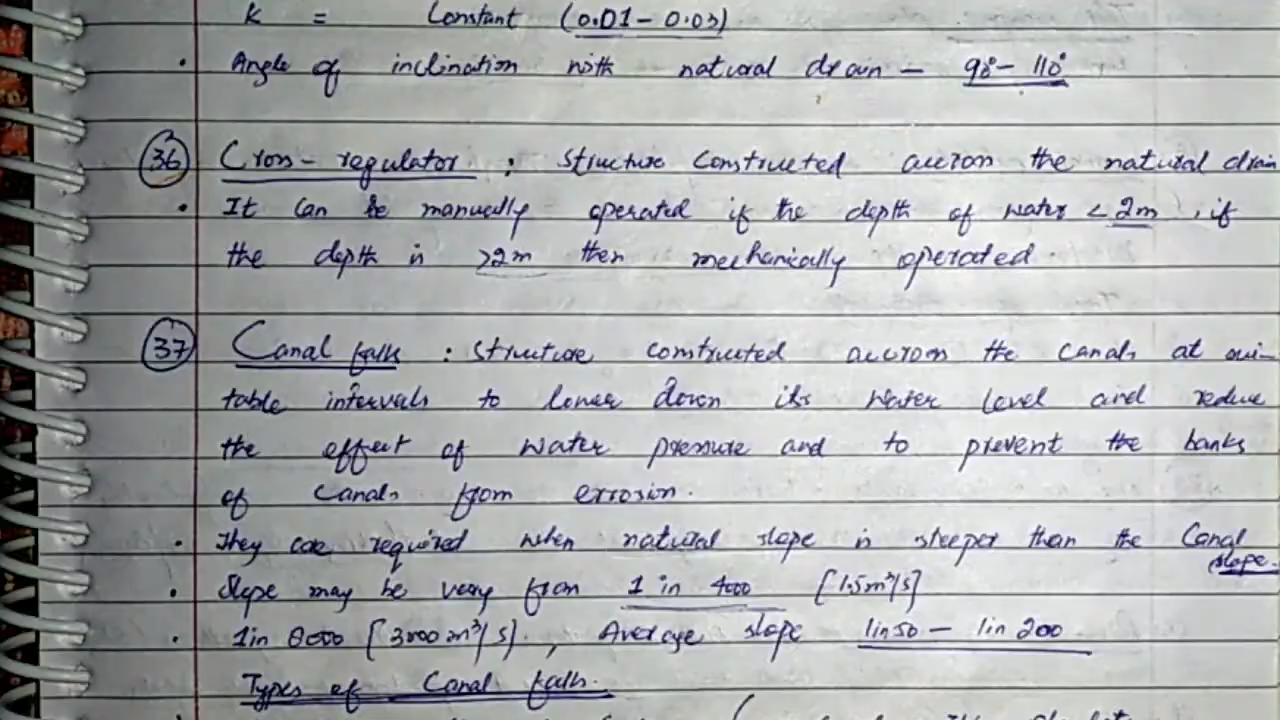 K = Constant (0.01 - 0.03)
• Angle of inclination with natural drain - 90° - 110°
36 Cross-regulator : Structure constructed accross the natural drain
• It can be manually operated if the depth of water < 2m, if
the depth is >2m then mechanically operated.
37 Canal falls : Structure constructed accross the canals at sui-
table intervals to lower down its water level and reduce
the effect of water pressure and to prevent the banks
of canals from errosion.
• They are required when natural slope is steeper than the Canal
slope.
• Slope may be vary from 1 in 4000 [1.5m³/s]
• 1 in 8000 [3000 m³/s], Average slope 1 in 50 - 1 in 200
Types of Canal falls.